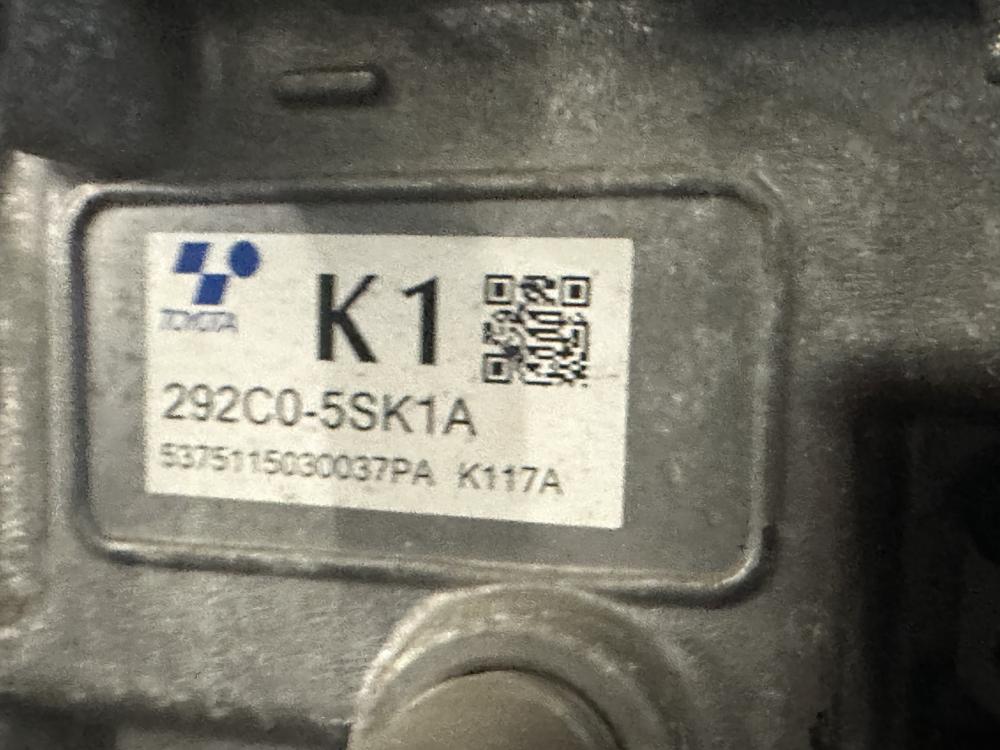 TOYOTA
K1
292C0-5SK1A
5375115030037PA K117A